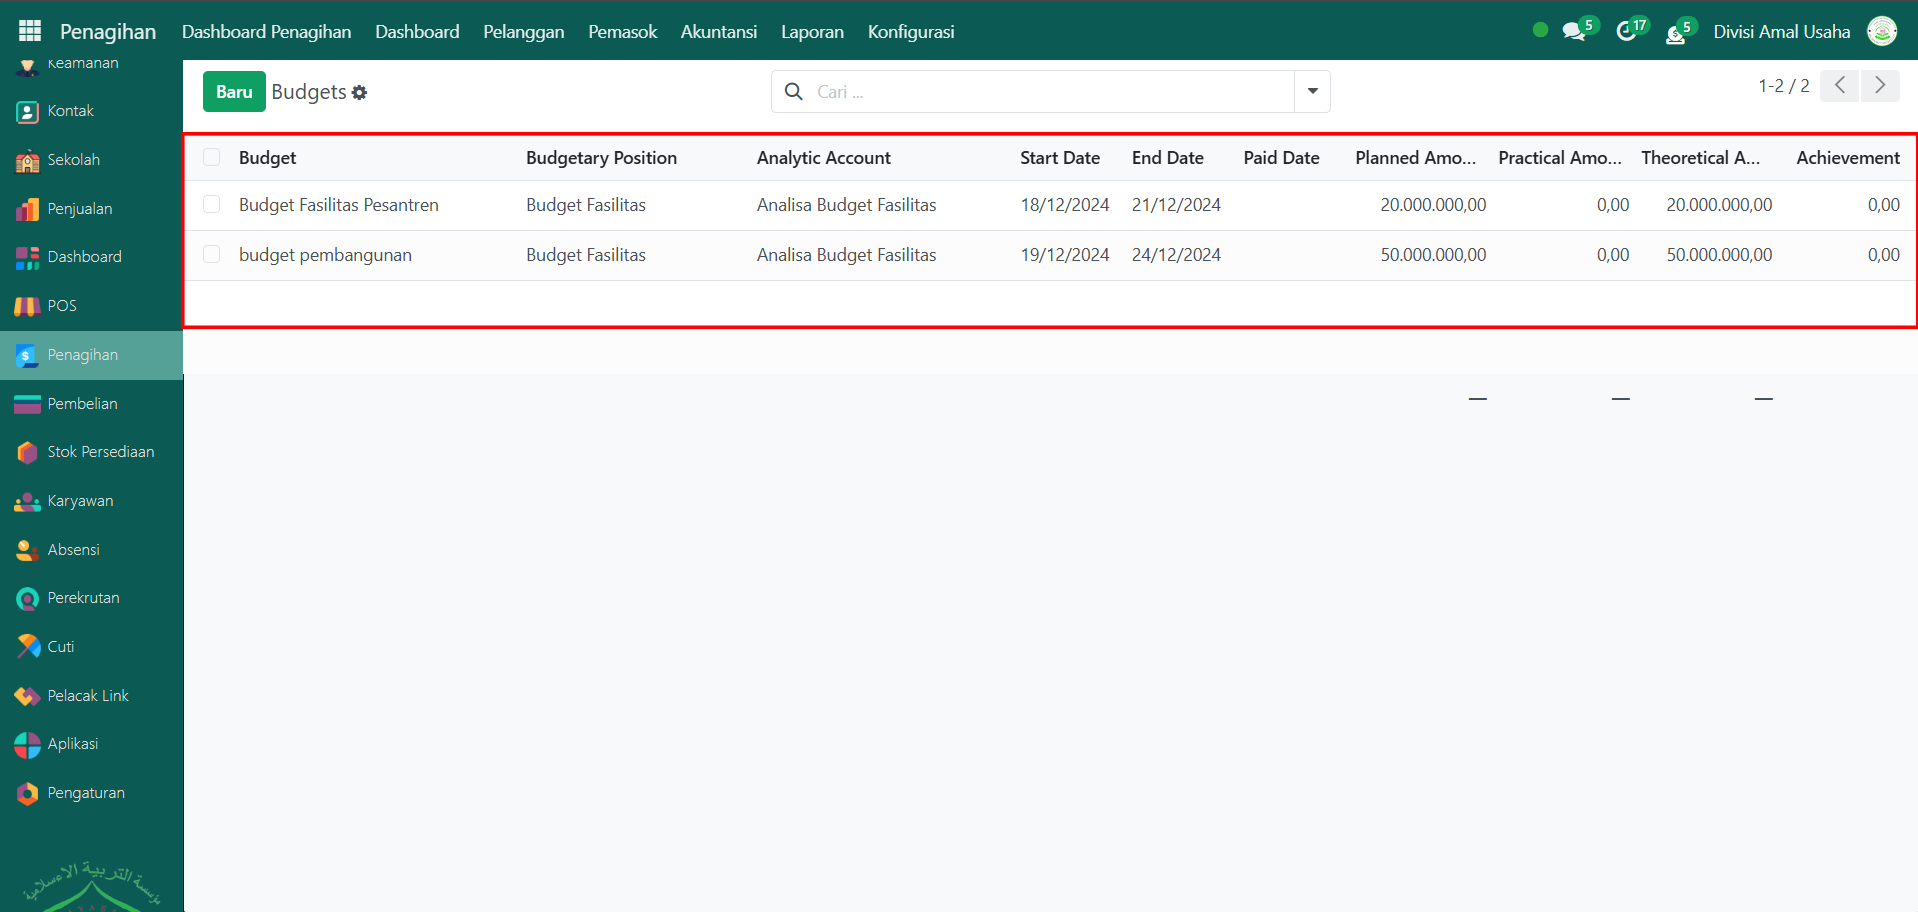 Penagihan Dashboard Penagihan Dashboard Pelanggan Pemasok Akuntansi Laporan Konfigurasi 5 17 5 Divisi Amal Usaha
Keamanan
Kontak
Sekolah
Penjualan
Dashboard
POS
Penagihan
Pembelian
Stok Persediaan
Karyawan
Absensi
Perekrutan
Cuti
Pelacak Link
Aplikasi
Pengaturan
مؤسسة التربية الإسلامية
Baru Budgets Cari ... 1-2 / 2
Budget Budgetary Position Analytic Account Start Date End Date Paid Date Planned Amo... Practical Amo... Theoretical A... Achievement
Budget Fasilitas Pesantren Budget Fasilitas Analisa Budget Fasilitas 18/12/2024 21/12/2024 20.000.000,00 0,00 20.000.000,00 0,00
budget pembangunan Budget Fasilitas Analisa Budget Fasilitas 19/12/2024 24/12/2024 50.000.000,00 0,00 50.000.000,00 0,00
— — —